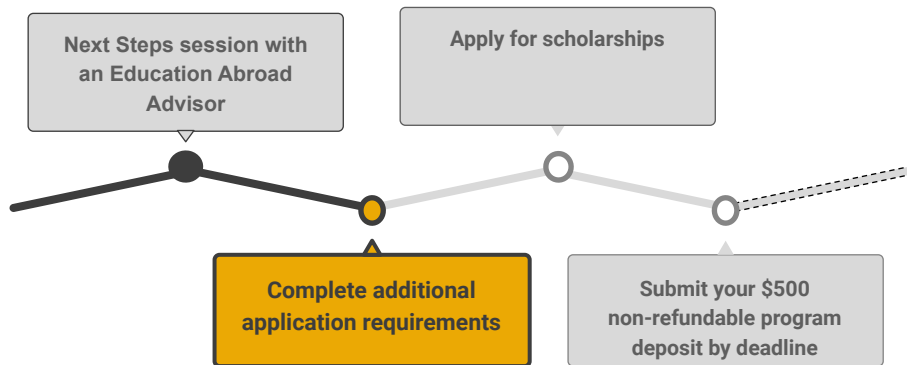 Next Steps session with
an Education Abroad
Advisor
Apply for scholarships
Complete additional
application requirements
Submit your $500
non-refundable program
deposit by deadline